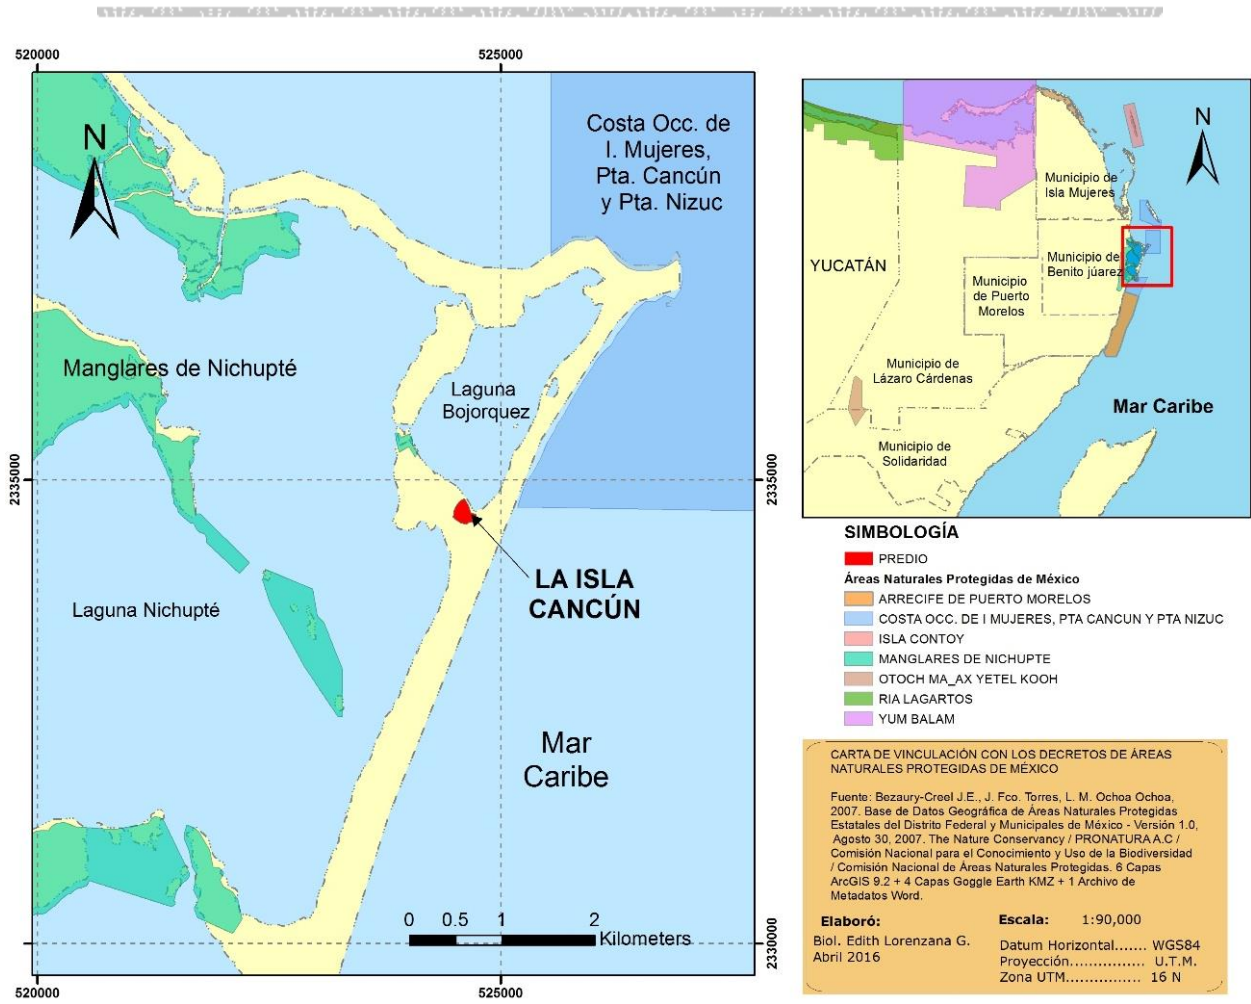 520000
525000
N
Costa Occ. de
I. Mujeres,
Pta. Cancún
y Pta. Nizuc
Manglares de Nichupté
Laguna
Bojorquez
2335000
2335000
LA ISLA
CANCÚN
Laguna Nichupté
Mar
Caribe
0 0.5 1 2
Kilometers
2330000
2330000
520000
525000
N
Municipio de
Isla Mujeres
YUCATÁN
Municipio de
Benito júarez
Municipio
de Puerto
Morelos
Municipio de
Lázaro Cárdenas
Mar Caribe
Municipio de
Solidaridad
SIMBOLOGÍA
PREDIO
Áreas Naturales Protegidas de México
ARRECIFE DE PUERTO MORELOS
COSTA OCC. DE I MUJERES, PTA CANCUN Y PTA NIZUC
ISLA CONTOY
MANGLARES DE NICHUPTE
OTOCH MA_AX YETEL KOOH
RIA LAGARTOS
YUM BALAM
CARTA DE VINCULACIÓN CON LOS DECRETOS DE ÁREAS
NATURALES PROTEGIDAS DE MÉXICO
Fuente: Bezaury-Creel J.E., J. Fco. Torres, L. M. Ochoa Ochoa,
2007. Base de Datos Geográfica de Áreas Naturales Protegidas
Estatales del Distrito Federal y Municipales de México - Versión 1.0,
Agosto 30, 2007. The Nature Conservancy / PRONATURA A.C /
Comisión Nacional para el Conocimiento y Uso de la Biodiversidad
/ Comisión Nacional de Áreas Naturales Protegidas. 6 Capas
ArcGIS 9.2 + 4 Capas Goggle Earth KMZ + 1 Archivo de
Metadatos Word.
Elaboró:
Biol. Edith Lorenzana G.
Abril 2016
Escala: 1:90,000
Datum Horizontal....... WGS84
Proyección................ U.T.M.
Zona UTM................ 16 N